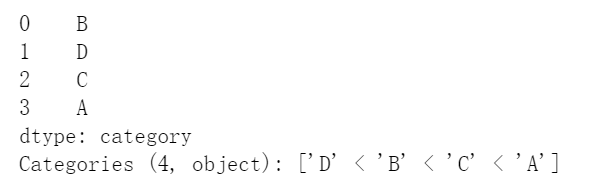 0    B
1    D
2    C
3    A
dtype: category
Categories (4, object): ['D' < 'B' < 'C' < 'A']